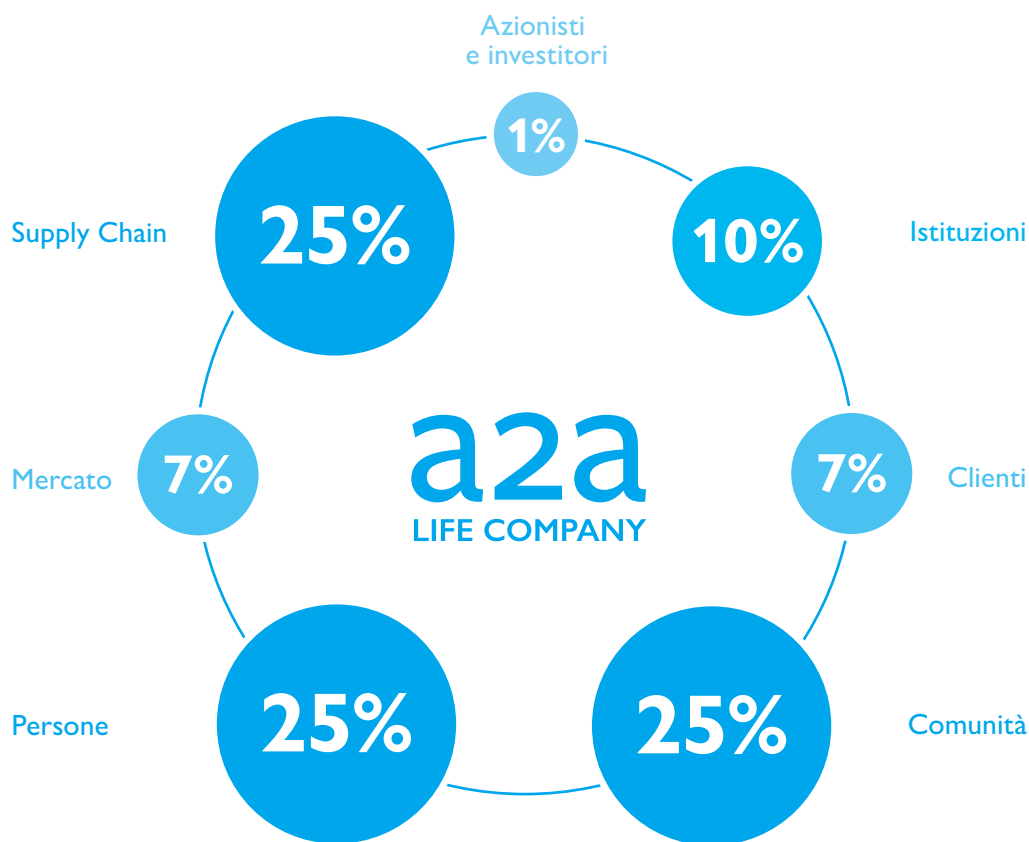 Azionisti
e investitori
1%
25%
Supply Chain
10%
Istituzioni
a2a
LIFE COMPANY
Mercato
7%
7%
Clienti
Persone
25%
25%
Comunità